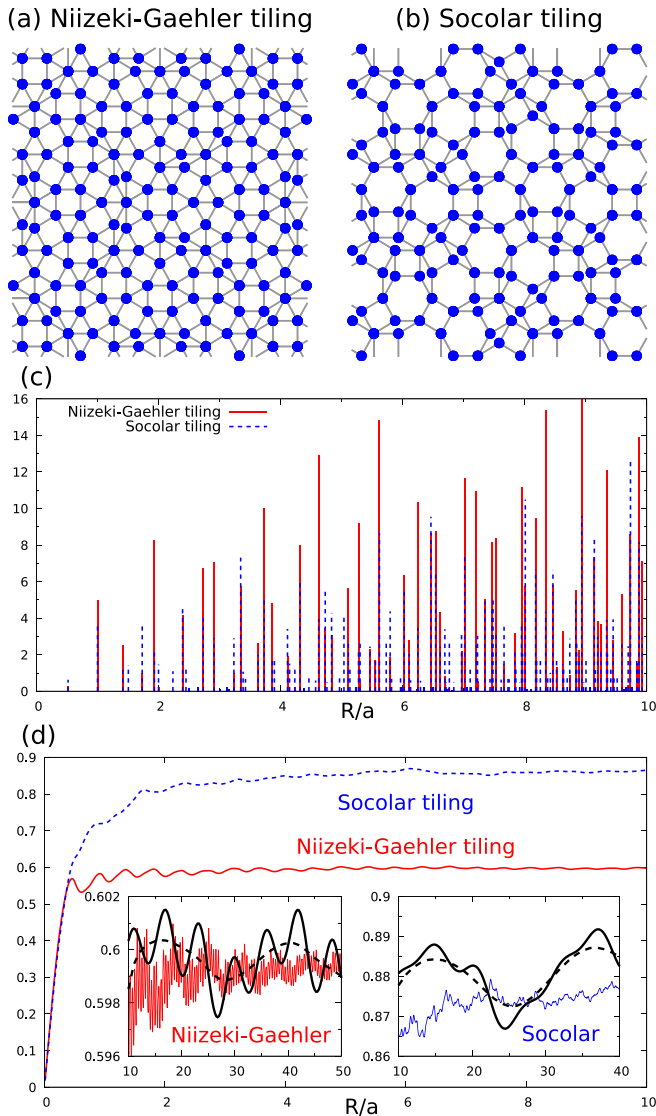 (a) Niizeki-Gaehler tiling
(b) Socolar tiling
(c)
16
14
12
10
8
6
4
2
0
Niizeki-Gaehler tiling
Socolar tiling
0 2 4 6 8 10
R/a
(d)
0.9
0.8
0.7
0.6
0.5
0.4
0.3
0.2
0.1
0
Socolar tiling
Niizeki-Gaehler tiling
0.602
0.6
0.598
0.596
Niizeki-Gaehler
10 20 30 40 50
0.89
0.88
0.87
0.86
Socolar
10 20 30 40
0 2 4 6 8 10
R/a